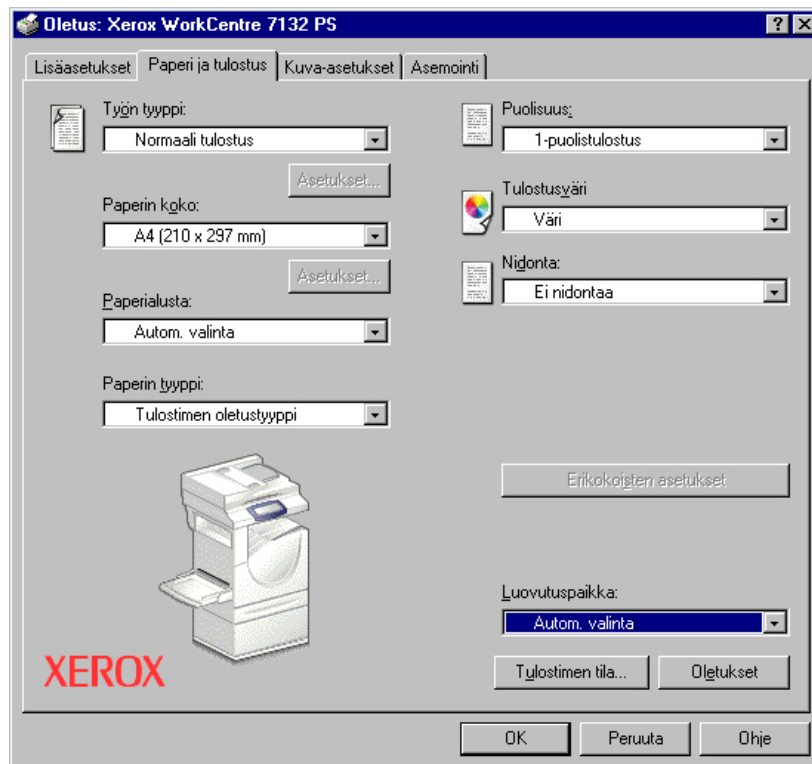 Oletus: Xerox WorkCentre 7132 PS
Lisäasetukset
Paperi ja tulostus
Kuva-asetukset
Asemointi
Työn tyyppi:
Normaali tulostus
Asetukset...
Paperin koko:
A4 (210 x 297 mm)
Asetukset...
Paperialusta:
Autom. valinta
Paperin tyyppi:
Tulostimen oletustyyppi
XEROX
Puolisuus:
1-puolistulostus
Tulostusväri
Väri
Nidonta:
Ei nidontaa
Erikokoisten asetukset
Luovutuspaikka:
Autom. valinta
Tulostimen tila...
Oletukset
OK
Peruuta
Ohje